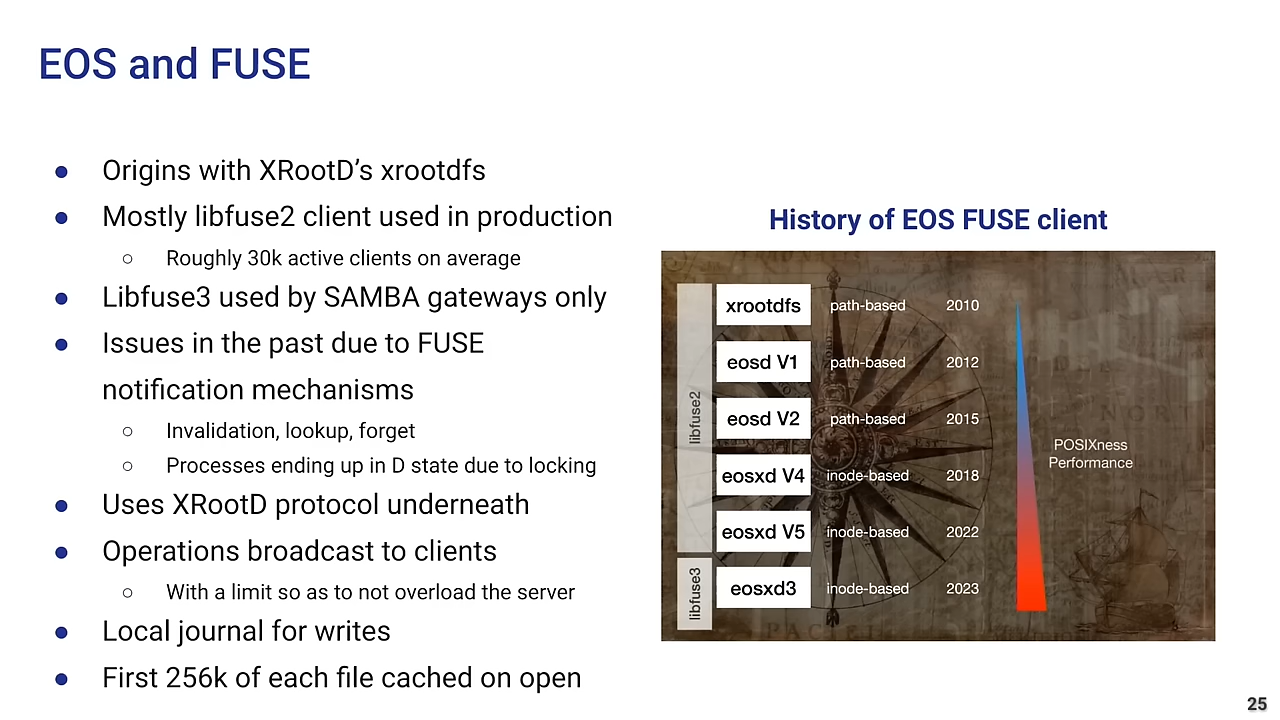 EOS and FUSE
● Origins with XRootD’s xrootdfs
● Mostly libfuse2 client used in production
○ Roughly 30k active clients on average
● Libfuse3 used by SAMBA gateways only
● Issues in the past due to FUSE
notification mechanisms
○ Invalidation, lookup, forget
○ Processes ending up in D state due to locking
● Uses XRootD protocol underneath
● Operations broadcast to clients
○ With a limit so as to not overload the server
● Local journal for writes
● First 256k of each file cached on open
History of EOS FUSE client
libfuse2
xrootdfs path-based 2010
eosd V1 path-based 2012
eosd V2 path-based 2015
eosxd V4 inode-based 2018
eosxd V5 inode-based 2022
libfuse3
eosxd3 inode-based 2023
POSIXness
Performance
PACIFIC
25